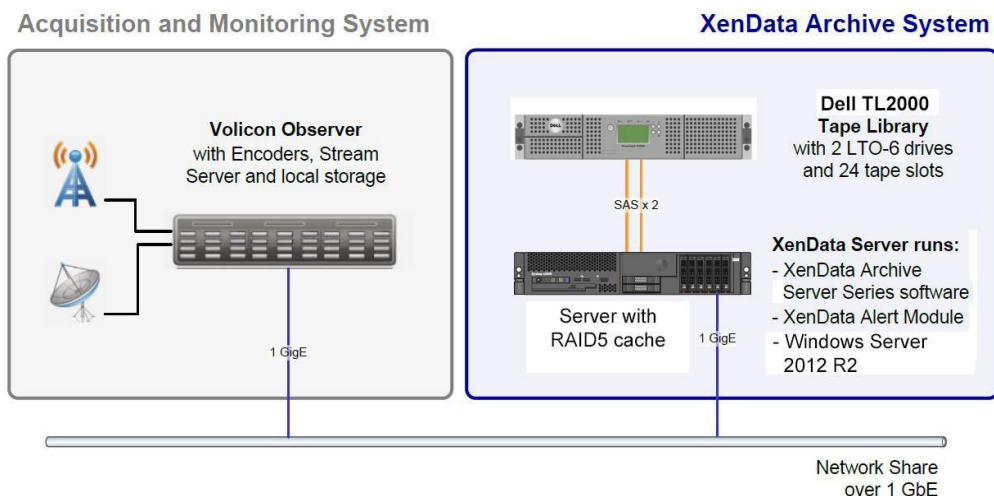 Acquisition and Monitoring System
XenData Archive System
Volicon Observer
with Encoders, Stream
Server and local storage
1 GigE
DELL
Dell TL2000
Tape Library
with 2 LTO-6 drives
and 24 tape slots
SAS x 2
Server with
RAID5 cache
1 GigE
XenData Server runs:
- XenData Archive
Server Series software
- XenData Alert Module
- Windows Server
2012 R2
Network Share
over 1 GbE